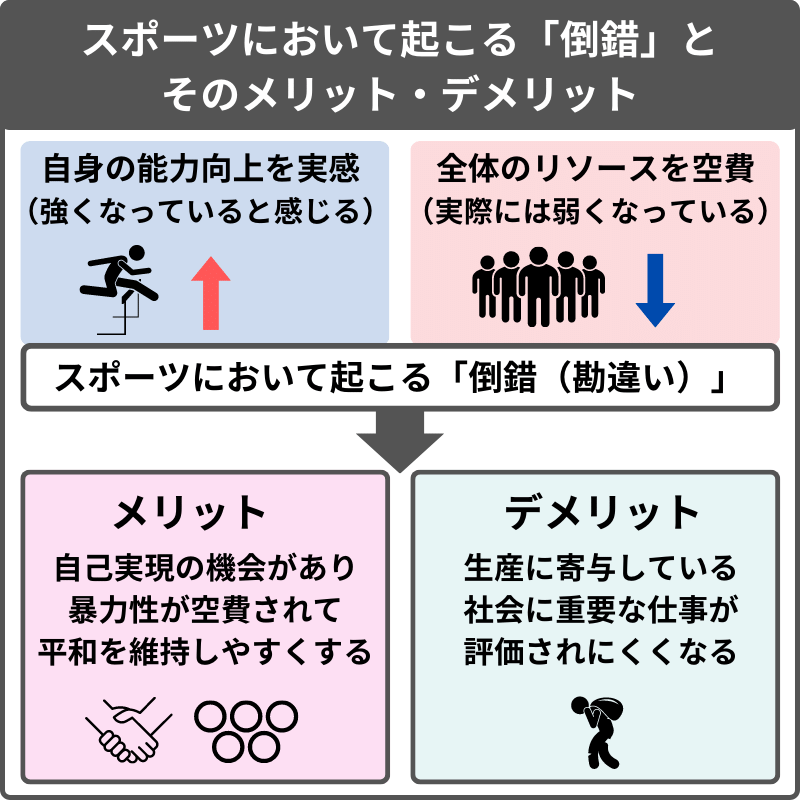 スポーツにおいて起こる「倒錯」と
そのメリット・デメリット
自身の能力向上を実感
（強くなっていると感じる）
全体のリソースを空費
（実際には弱くなっている）
スポーツにおいて起こる「倒錯（勘違い）」
メリット
自己実現の機会があり
暴力性が空費されて
平和を維持しやすくする
デメリット
生産に寄与している
社会に重要な仕事が
評価されにくくなる